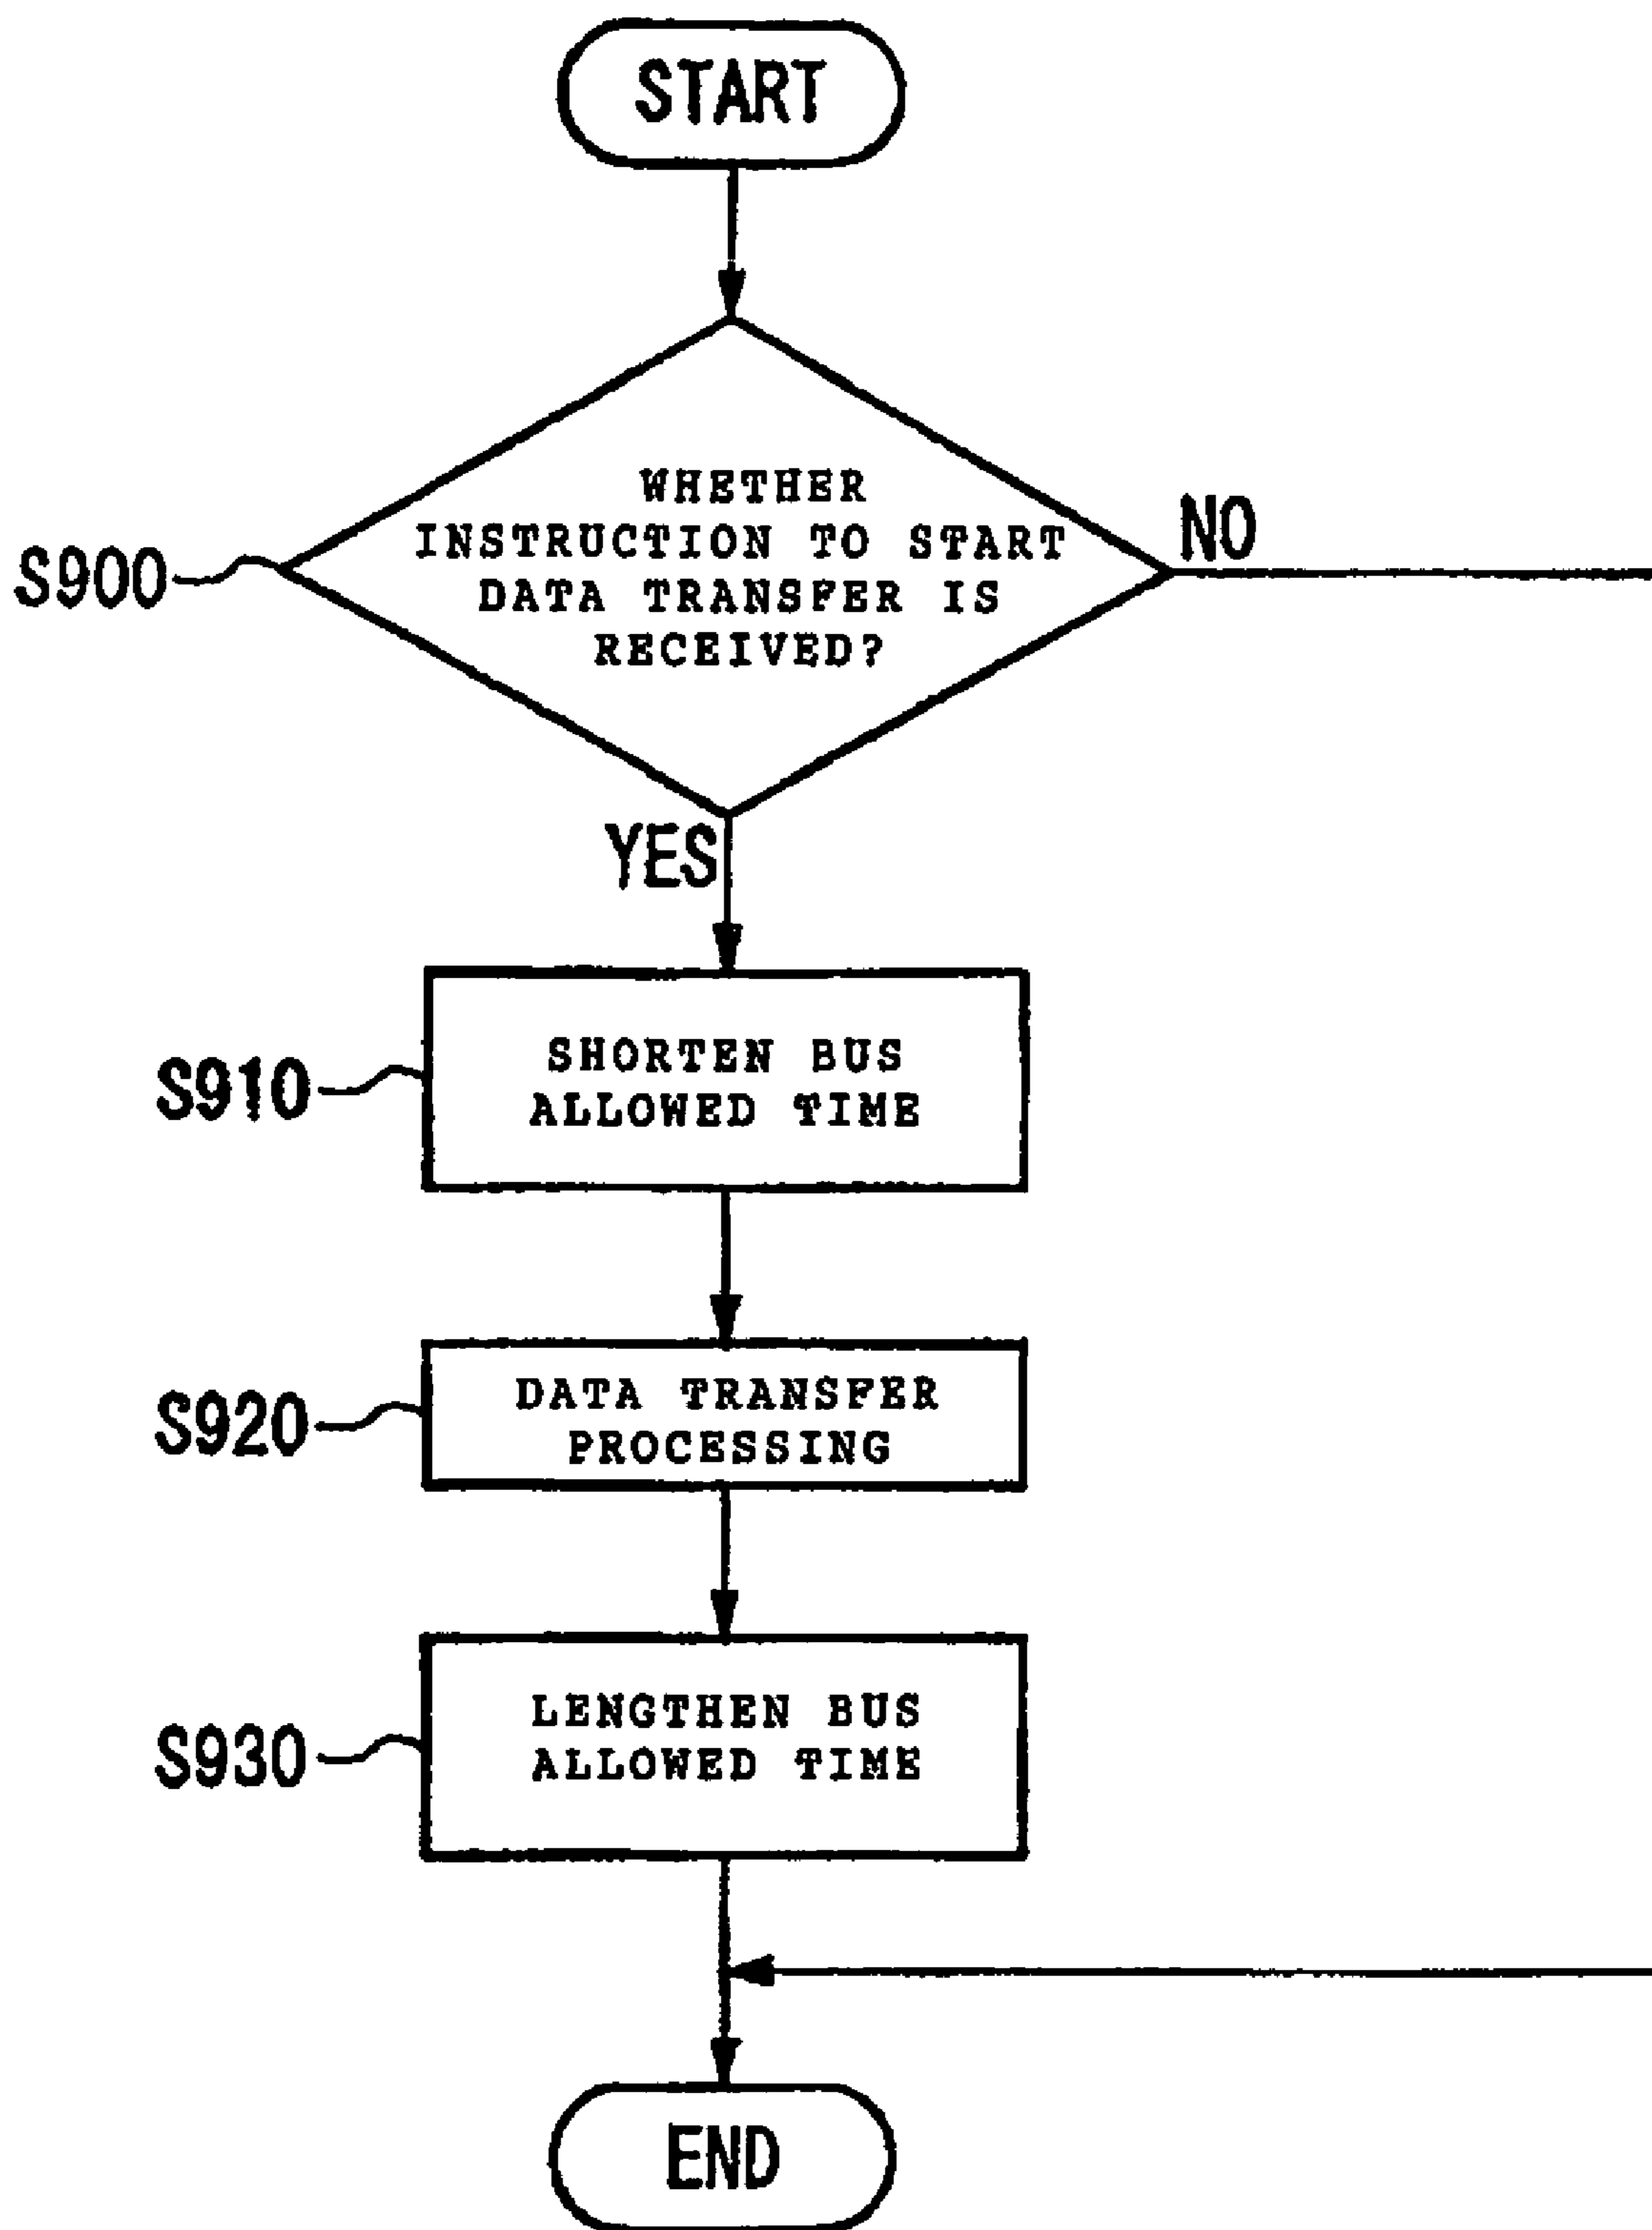 START
WHETHER
INSTRUCTION TO START
DATA TRANSFER IS
RECEIVED?
S900
NO
YES
S910
SHORTEN BUS
ALLOWED TIME
S920
DATA TRANSFER
PROCESSING
S930
LENGTHEN BUS
ALLOWED TIME
END